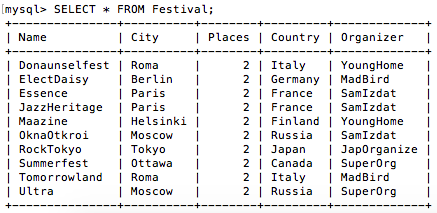 [mysql> SELECT * FROM Festival;
+----------------+----------+--------+---------+--------------+
| Name           | City     | Places | Country | Organizer    |
+----------------+----------+--------+---------+--------------+
| Donaunselfest  | Roma     |      2 | Italy   | YoungHome    |
| ElectDaisy     | Berlin   |      2 | Germany | MadBird      |
| Essence        | Paris    |      2 | France  | SamIzdat     |
| JazzHeritage   | Paris    |      2 | France  | SamIzdat     |
| Maazine        | Helsinki |      2 | Finland | YoungHome    |
| OknaOtkroi     | Moscow   |      2 | Russia  | SamIzdat     |
| RockTokyo      | Tokyo    |      2 | Japan   | JapOrganize  |
| Summerfest     | Ottawa   |      2 | Canada  | SuperOrg     |
| Tomorrowland   | Roma     |      2 | Italy   | MadBird      |
| Ultra          | Moscow   |      2 | Russia  | SuperOrg     |
+----------------+----------+--------+---------+--------------+